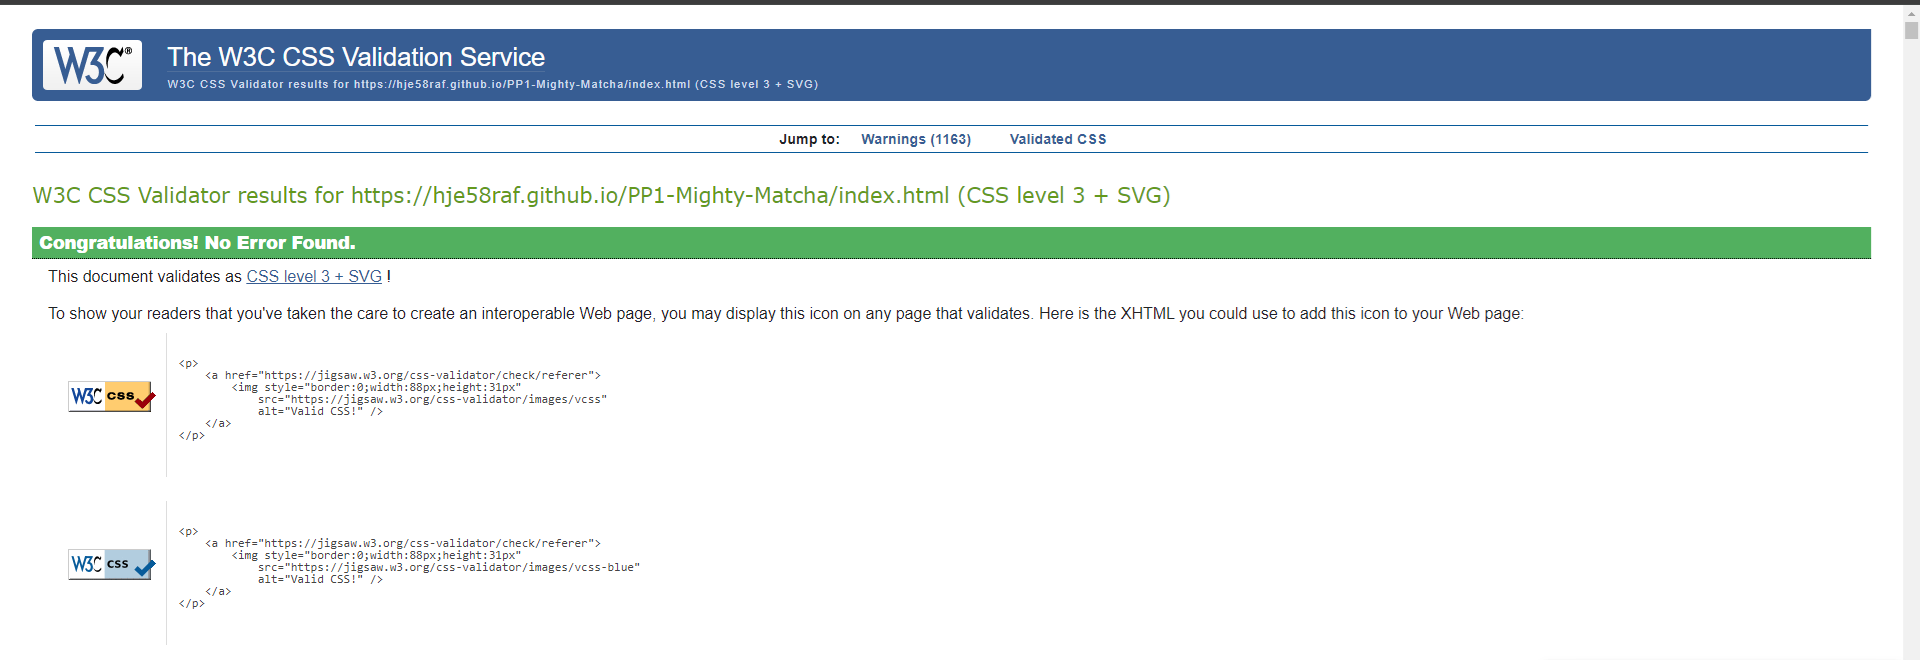 W3C®
The W3C CSS Validation Service
W3C CSS Validator results for https://hje58raf.github.io/PP1-Mighty-Matcha/index.html (CSS level 3 + SVG)
Jump to: Warnings (1163) Validated CSS
W3C CSS Validator results for https://hje58raf.github.io/PP1-Mighty-Matcha/index.html (CSS level 3 + SVG)
Congratulations! No Error Found.
This document validates as CSS level 3 + SVG !
To show your readers that you've taken the care to create an interoperable Web page, you may display this icon on any page that validates. Here is the XHTML you could use to add this icon to your Web page:
W3C css
<p>
    <a href="https://jigsaw.w3.org/css-validator/check/referer">
        <img style="border:0;width:88px;height:31px"
            src="https://jigsaw.w3.org/css-validator/images/vcss"
            alt="Valid CSS!" />
    </a>
</p>
W3C css
<p>
    <a href="https://jigsaw.w3.org/css-validator/check/referer">
        <img style="border:0;width:88px;height:31px"
            src="https://jigsaw.w3.org/css-validator/images/vcss-blue"
            alt="Valid CSS!" />
    </a>
</p>